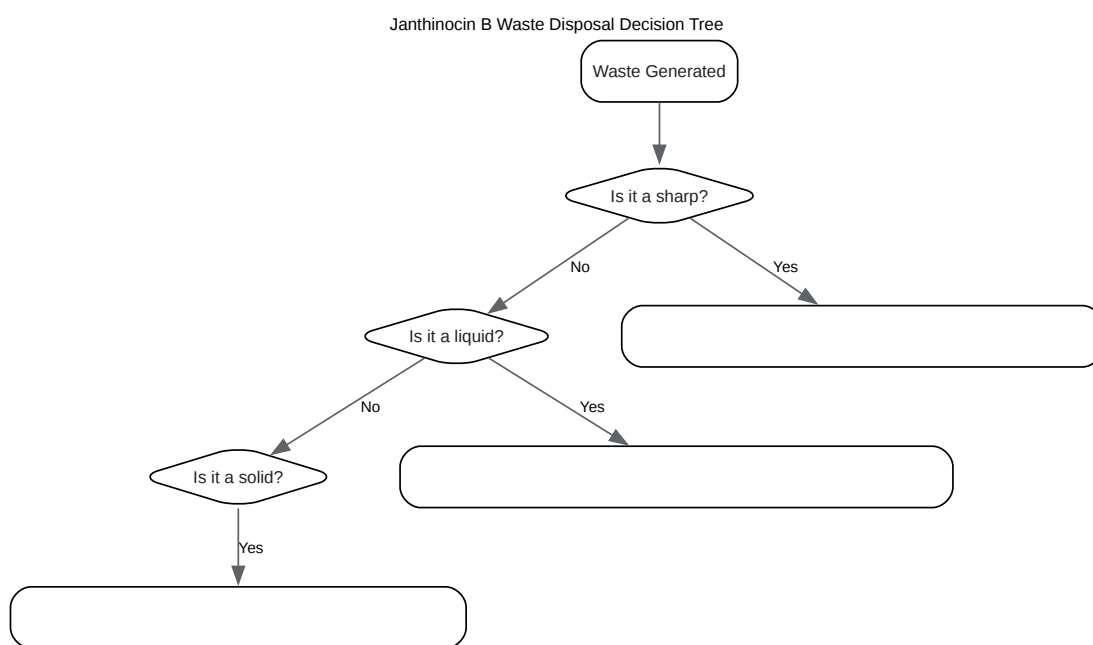 Janthinocin B Waste Disposal Decision Tree
Waste Generated
Is it a sharp?
No
Yes
Is it a liquid?
No
Yes
Is it a solid?
Yes